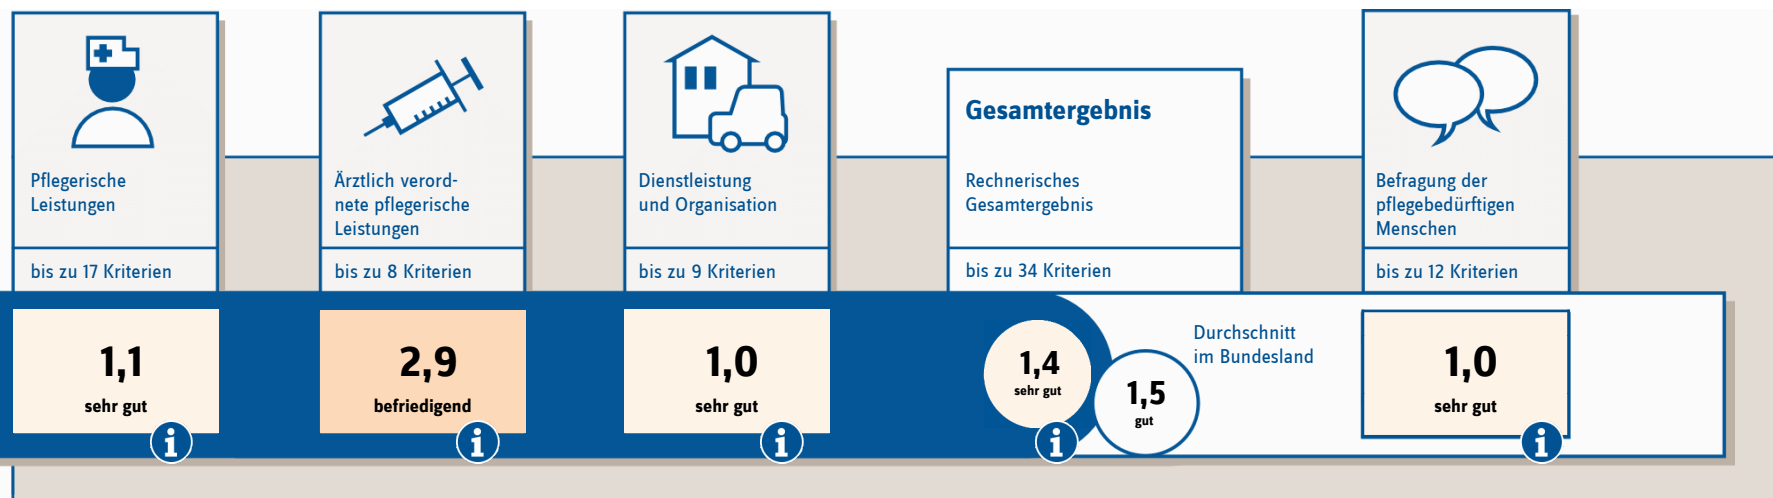 Pflegerische
Leistungen
bis zu 17 Kriterien
1,1
sehr gut
i
Ärztlich verord-
nete pflegerische
Leistungen
bis zu 8 Kriterien
2,9
befriedigend
i
Dienstleistung
und Organisation
bis zu 9 Kriterien
1,0
sehr gut
i
Gesamtergebnis
Rechnerisches
Gesamtergebnis
bis zu 34 Kriterien
1,4
sehr gut
i
1,5
gut
Durchschnitt
im Bundesland
Befragung der
pflegebedürftigen
Menschen
bis zu 12 Kriterien
1,0
sehr gut
i